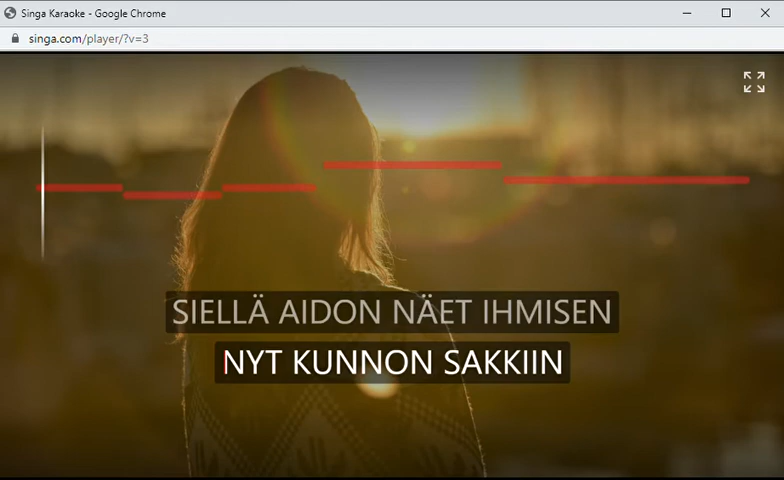 Singa Karaoke - Google Chrome
singa.com/player/?v=3
SIELLÄ AIDON NÄET IHMISEN
NYT KUNNON SAKKIIN